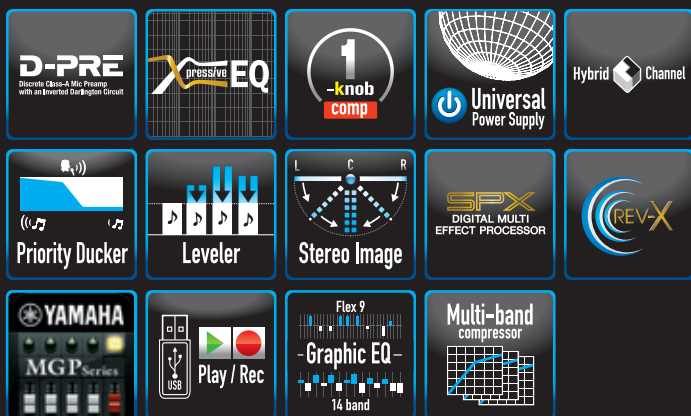 D-PRE
Discrete Class-A Mic Preamp
with an Inverted Darlington Circuit
Xpressive EQ
1
-knob
comp
Universal
Power Supply
Hybrid Channel
Priority Ducker
Leveler
L C R
Stereo Image
SPX
DIGITAL MULTI
EFFECT PROCESSOR
REV-X
YAMAHA
MGP Series
USB
Play / Rec
Flex 9
-Graphic EQ-
14 band
Multi-band
compressor